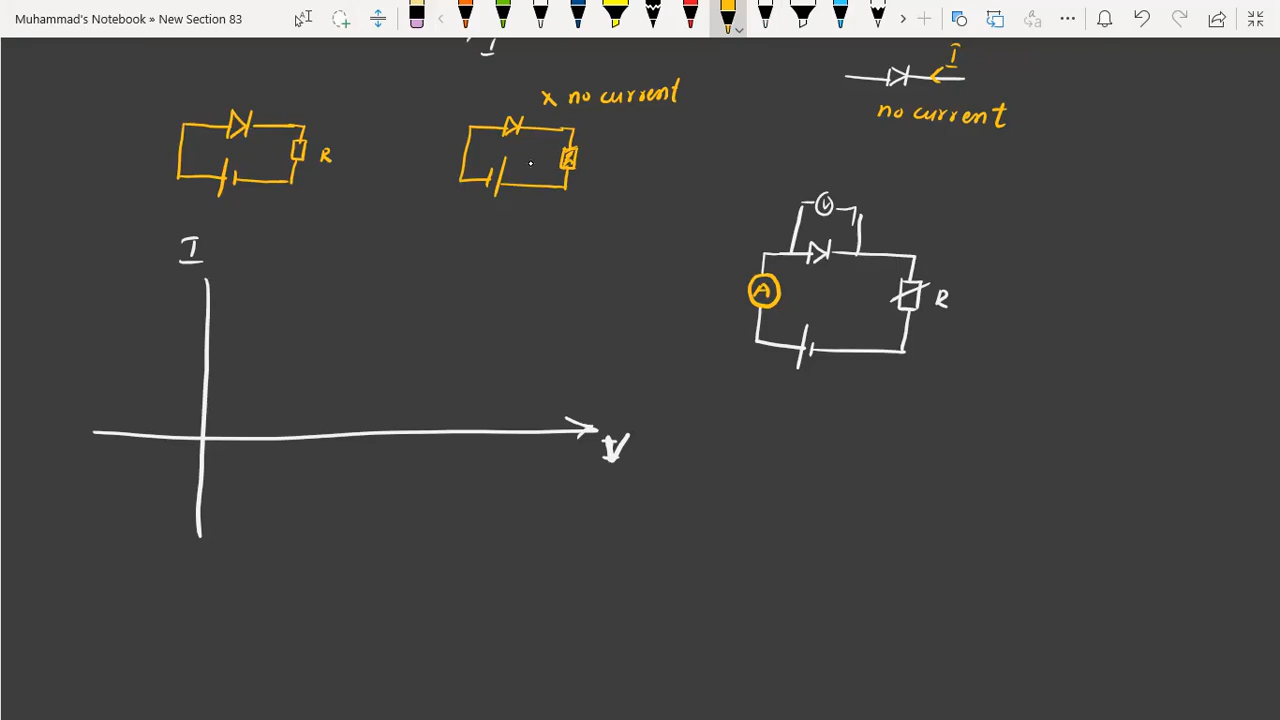 Muhammad's Notebook » New Section 83
I
I
x no current
no current
R
V
I
A
R
V